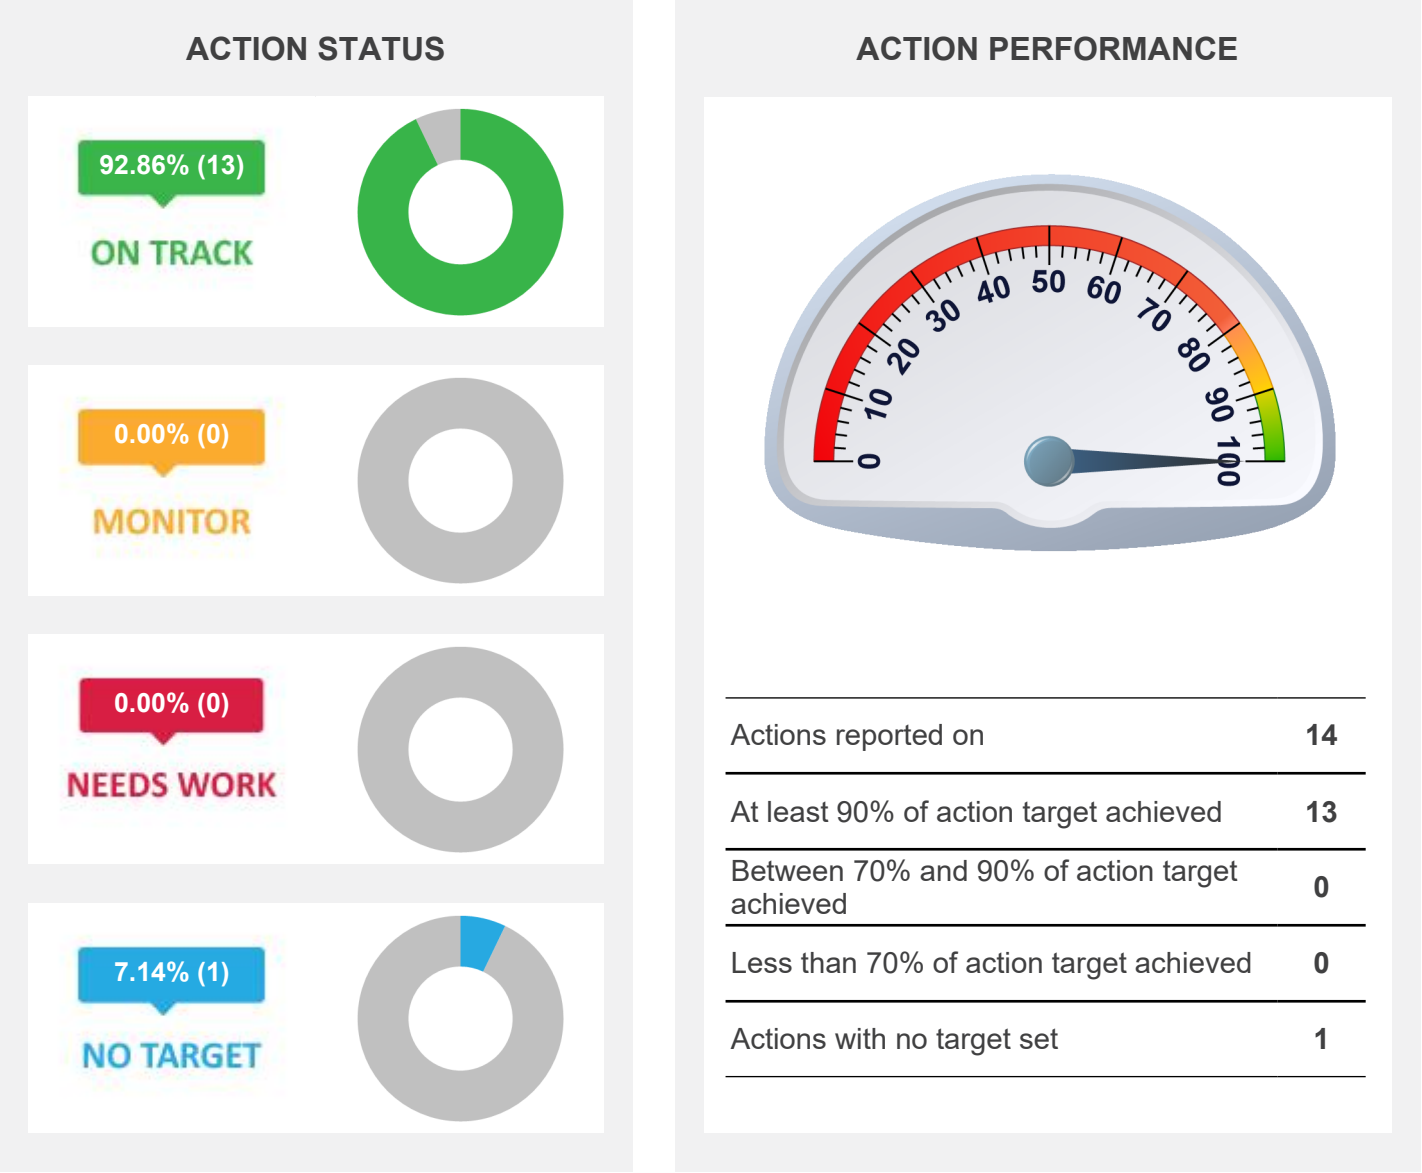 ACTION STATUS
92.86% (13)
ON TRACK
0.00% (0)
MONITOR
0.00% (0)
NEEDS WORK
7.14% (1)
NO TARGET
ACTION PERFORMANCE
0
10
20
30
40
50
60
70
80
90
100
Actions reported on 14
At least 90% of action target achieved 13
Between 70% and 90% of action target
achieved 0
Less than 70% of action target achieved 0
Actions with no target set 1